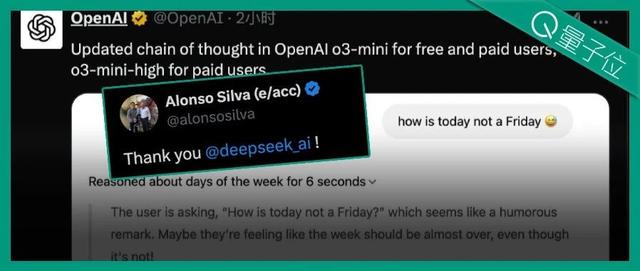 量子位
OpenAI @OpenAI · 2小时
Updated chain of thought in OpenAI o3-mini for free and paid users,
o3-mini-high for paid users
Alonso Silva (e/acc)
@alonsosilva
Thank you @deepseek_ai !
how is today not a Friday 😅
Reasoned about days of the week for 6 seconds
The user is asking, "How is today not a Friday?" which seems like a humorous
remark. Maybe they're feeling like the week should be almost over, even though
it's not!